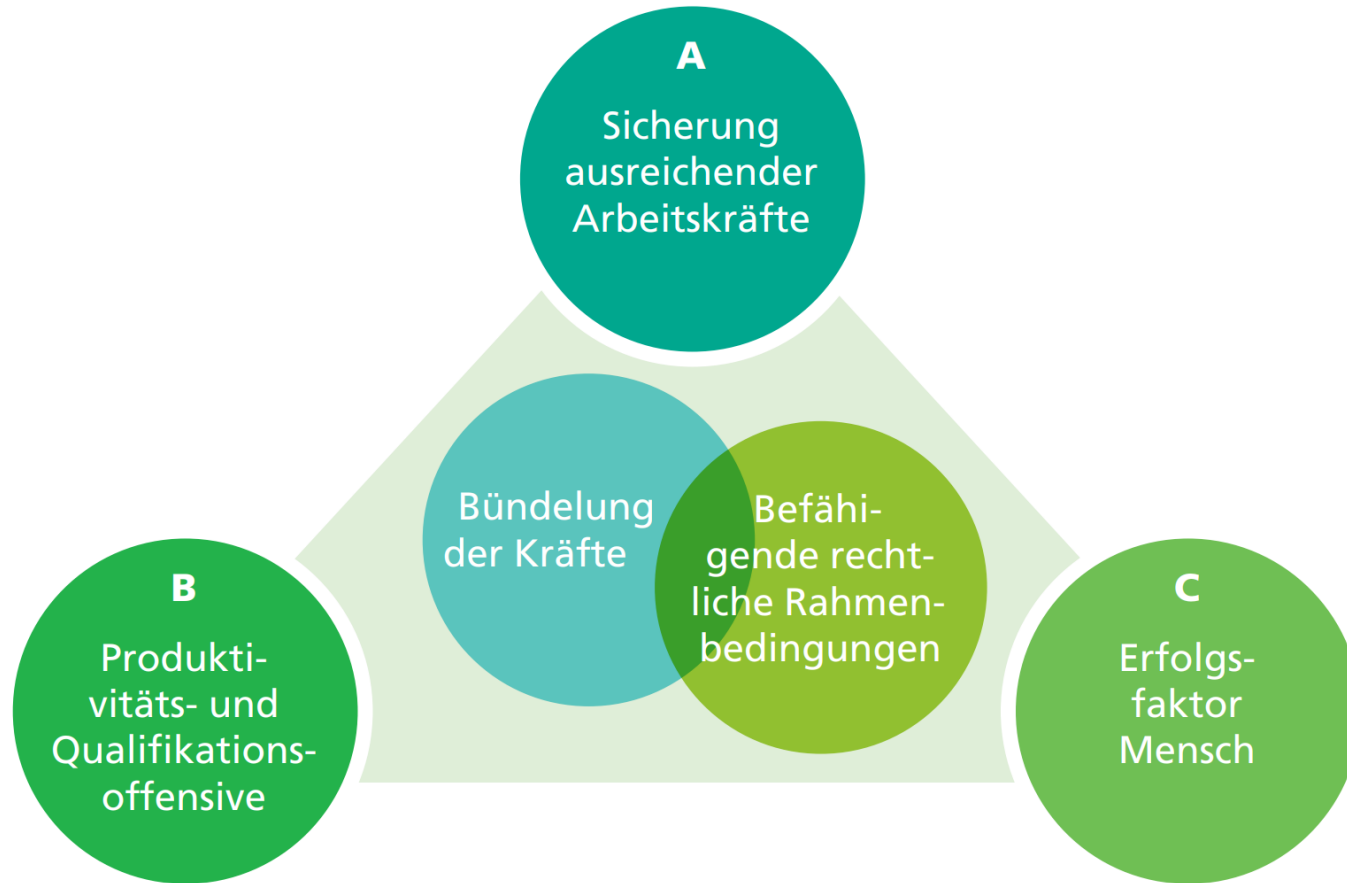 A
Sicherung
ausreichender
Arbeitskräfte
Bündelung
der Kräfte
Befähi-
gende recht-
liche Rahmen-
bedingungen
B
Produkti-
vitäts- und
Qualifikations-
offensive
C
Erfolgs-
faktor
Mensch